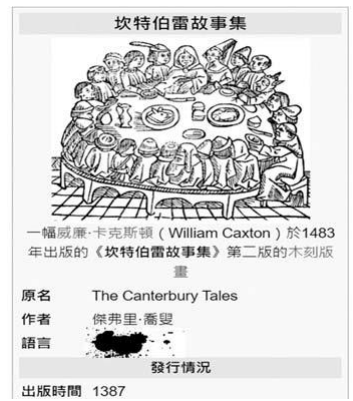 坎特伯雷故事集
一幅威廉·卡克斯頓（William Caxton）於1483
年出版的《坎特伯雷故事集》第二版的木刻版
畫
原名 The Canterbury Tales
作者 傑弗里·喬叟
語言
發行情況
出版時間 1387